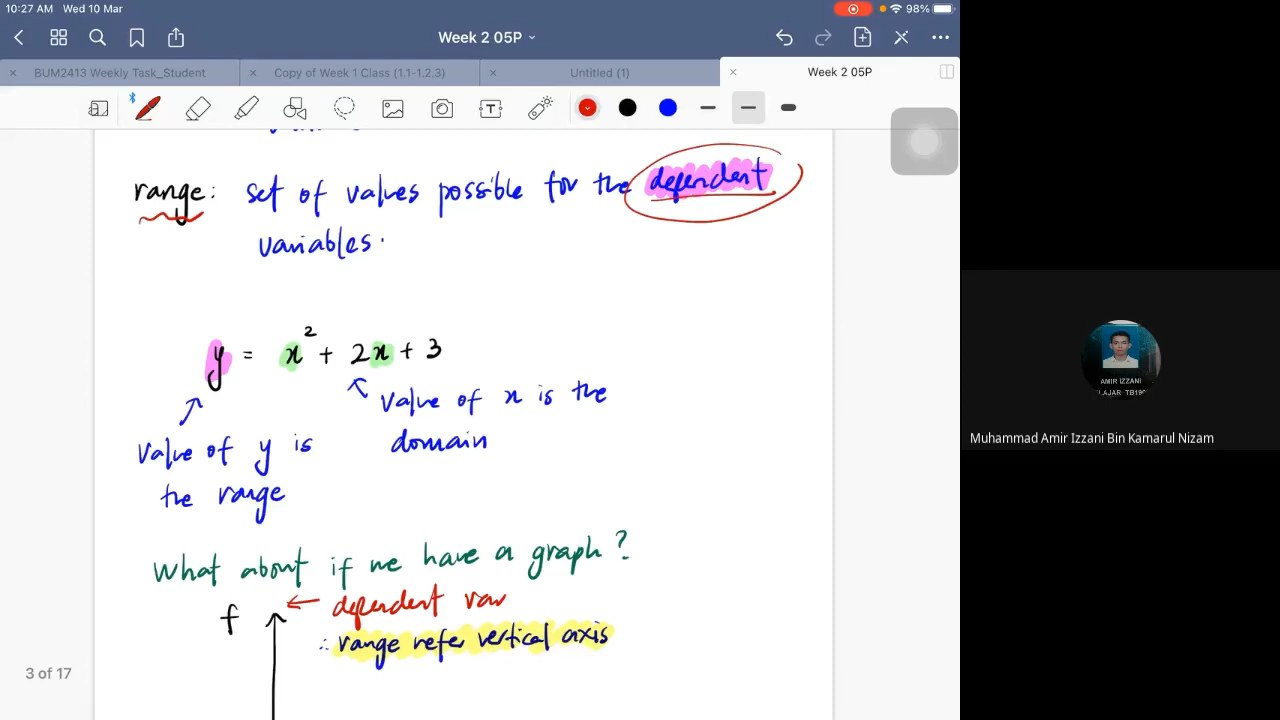 10:27 AM Wed 10 Mar
98%
Week 2 05P
BUM2413 Weekly Task_Student
Copy of Week 1 Class (1.1-1.2.3)
Untitled (1)
Week 2 05P
T
range: set of values possible for the dependent
variables.
y = x² + 2x + 3
value of x is the
domain
value of y is
the range
What about if we have a graph?
f
← dependent var
∴ range refer vertical axis
3 of 17
AMIR IZZANI
Muhammad Amir Izzani Bin Kamarul Nizam